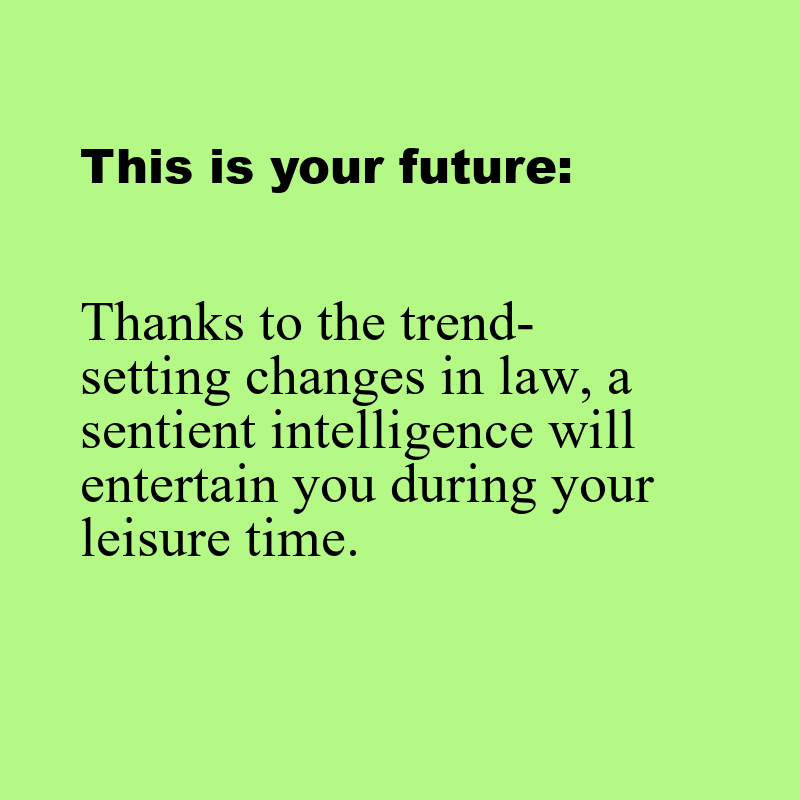 This is your future:
Thanks to the trend-
setting changes in law, a
sentient intelligence will
entertain you during your
leisure time.